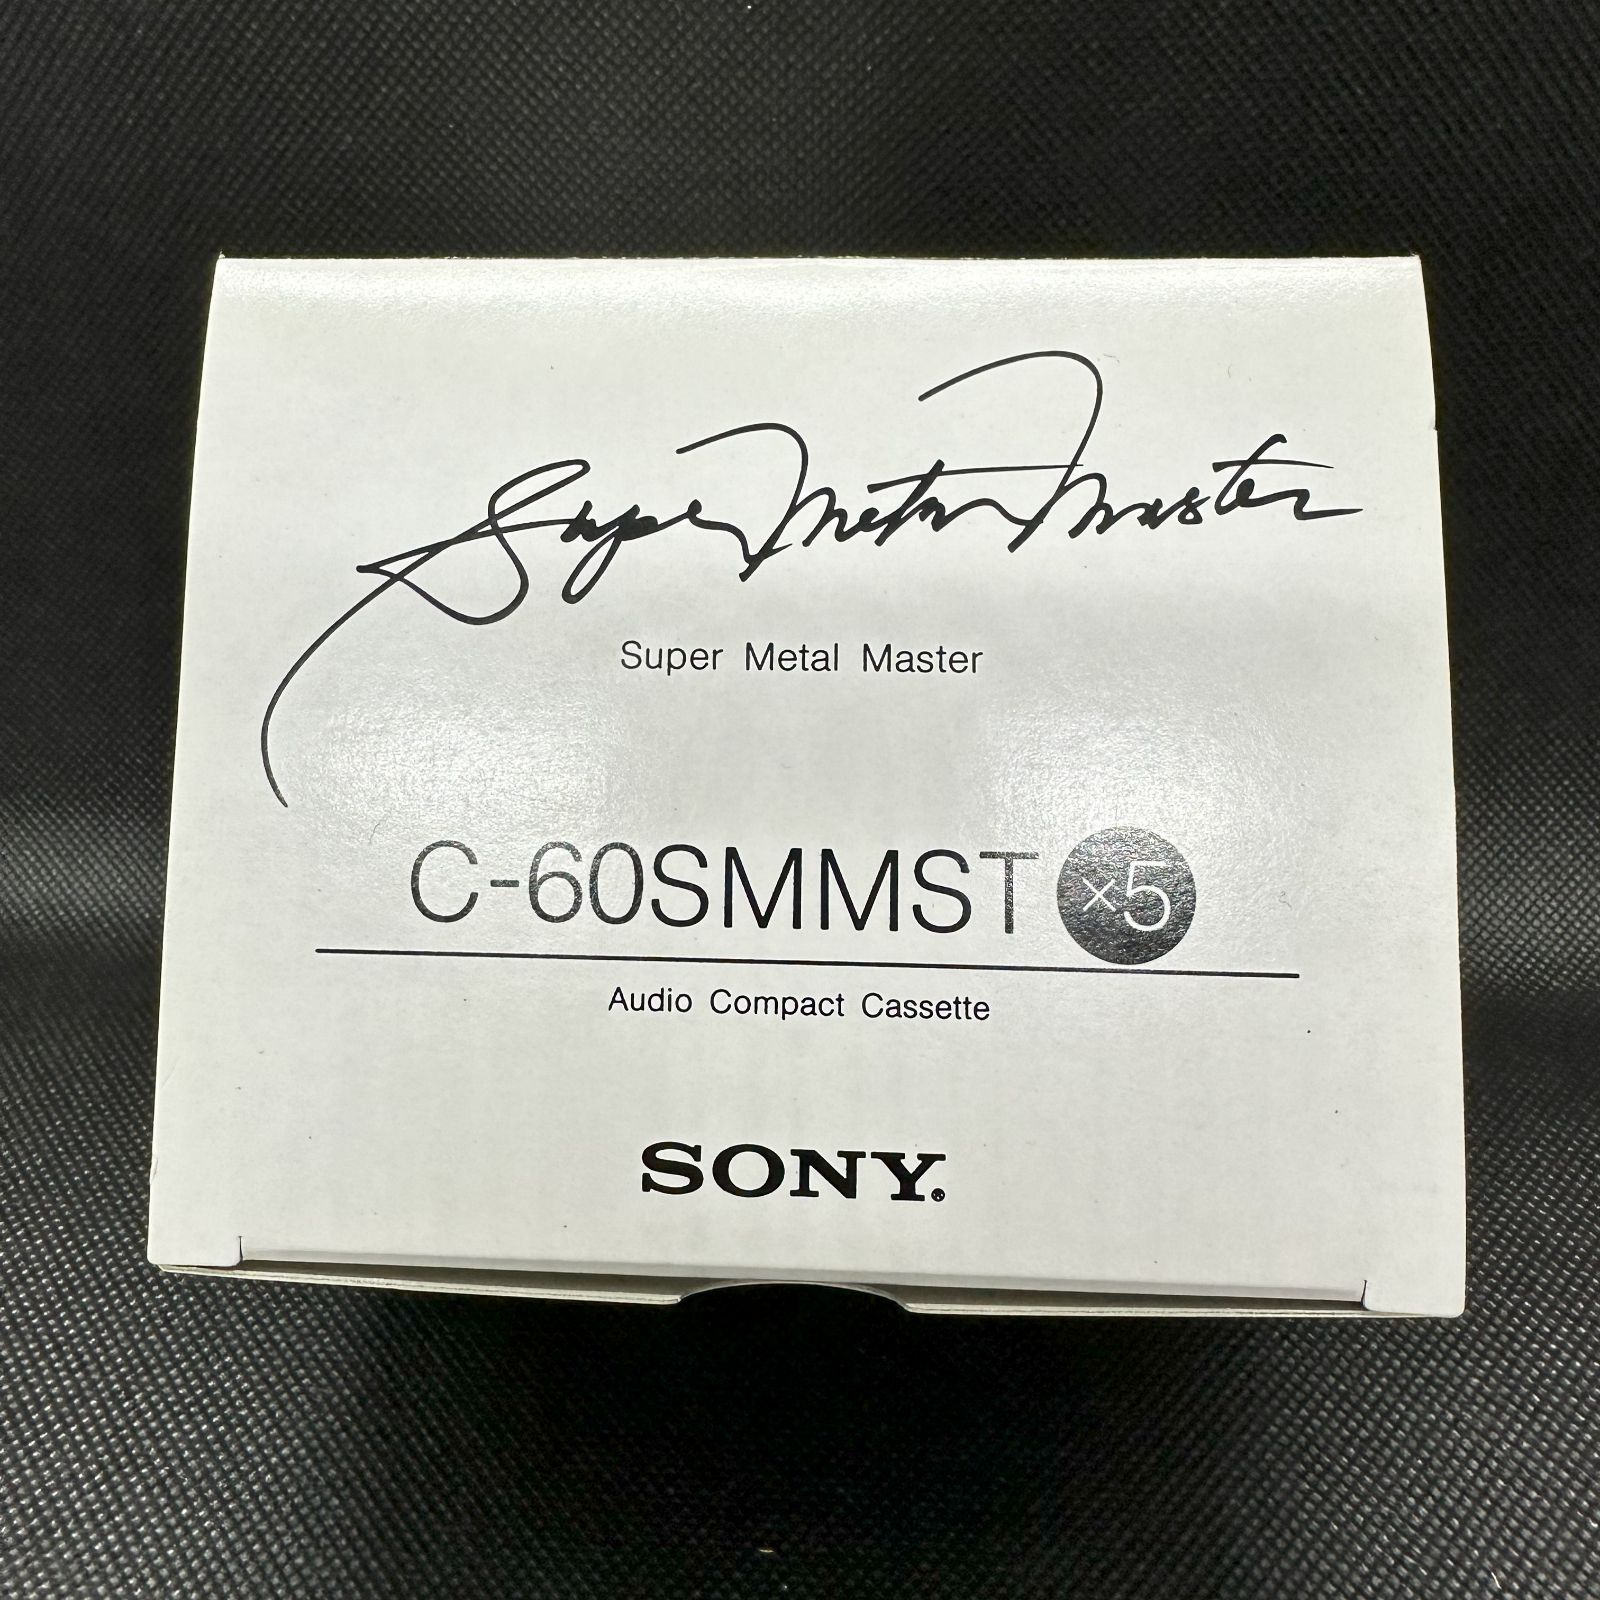 Super Metal Master
Super Metal Master
C-60SMMST ×5
Audio Compact Cassette
SONY®